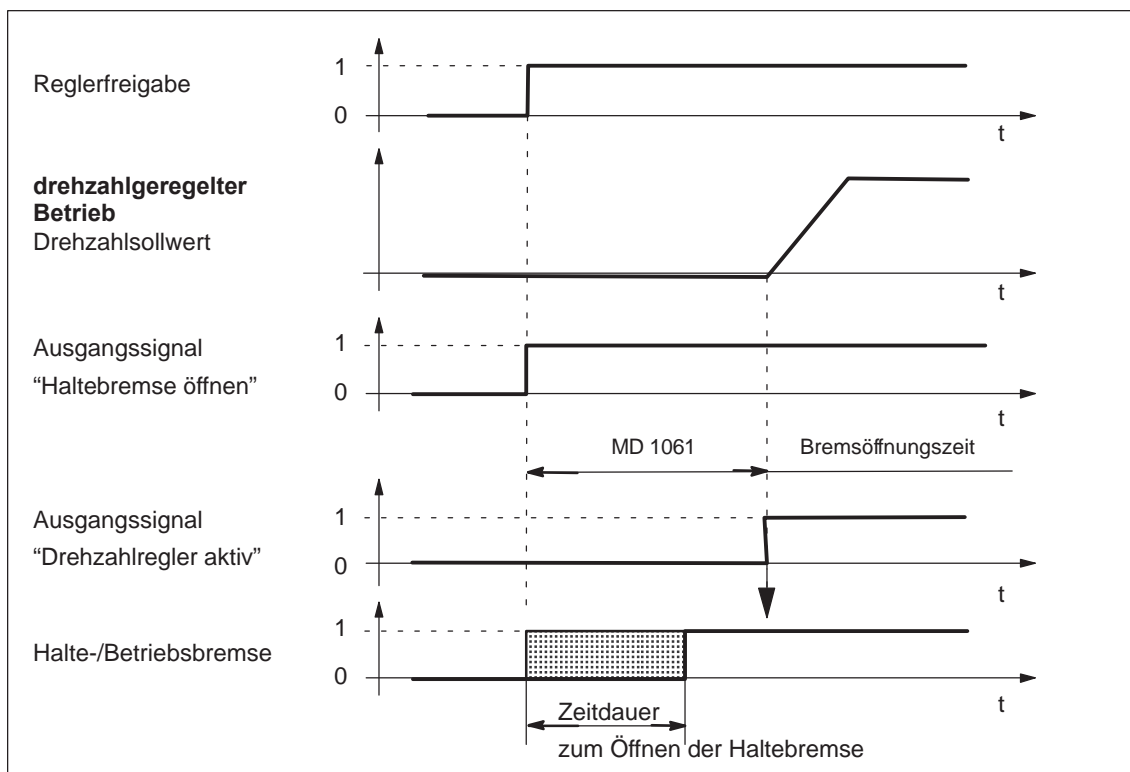 Reglerfreigabe
1
0
t
drehzahlgeregelter
Betrieb
Drehzahlsollwert
t
Ausgangssignal
“Haltebremse öffnen”
1
0
t
MD 1061
Bremsöffnungszeit
Ausgangssignal
“Drehzahlregler aktiv”
1
0
t
Halte-/Betriebsbremse
1
0
t
Zeitdauer
zum Öffnen der Haltebremse